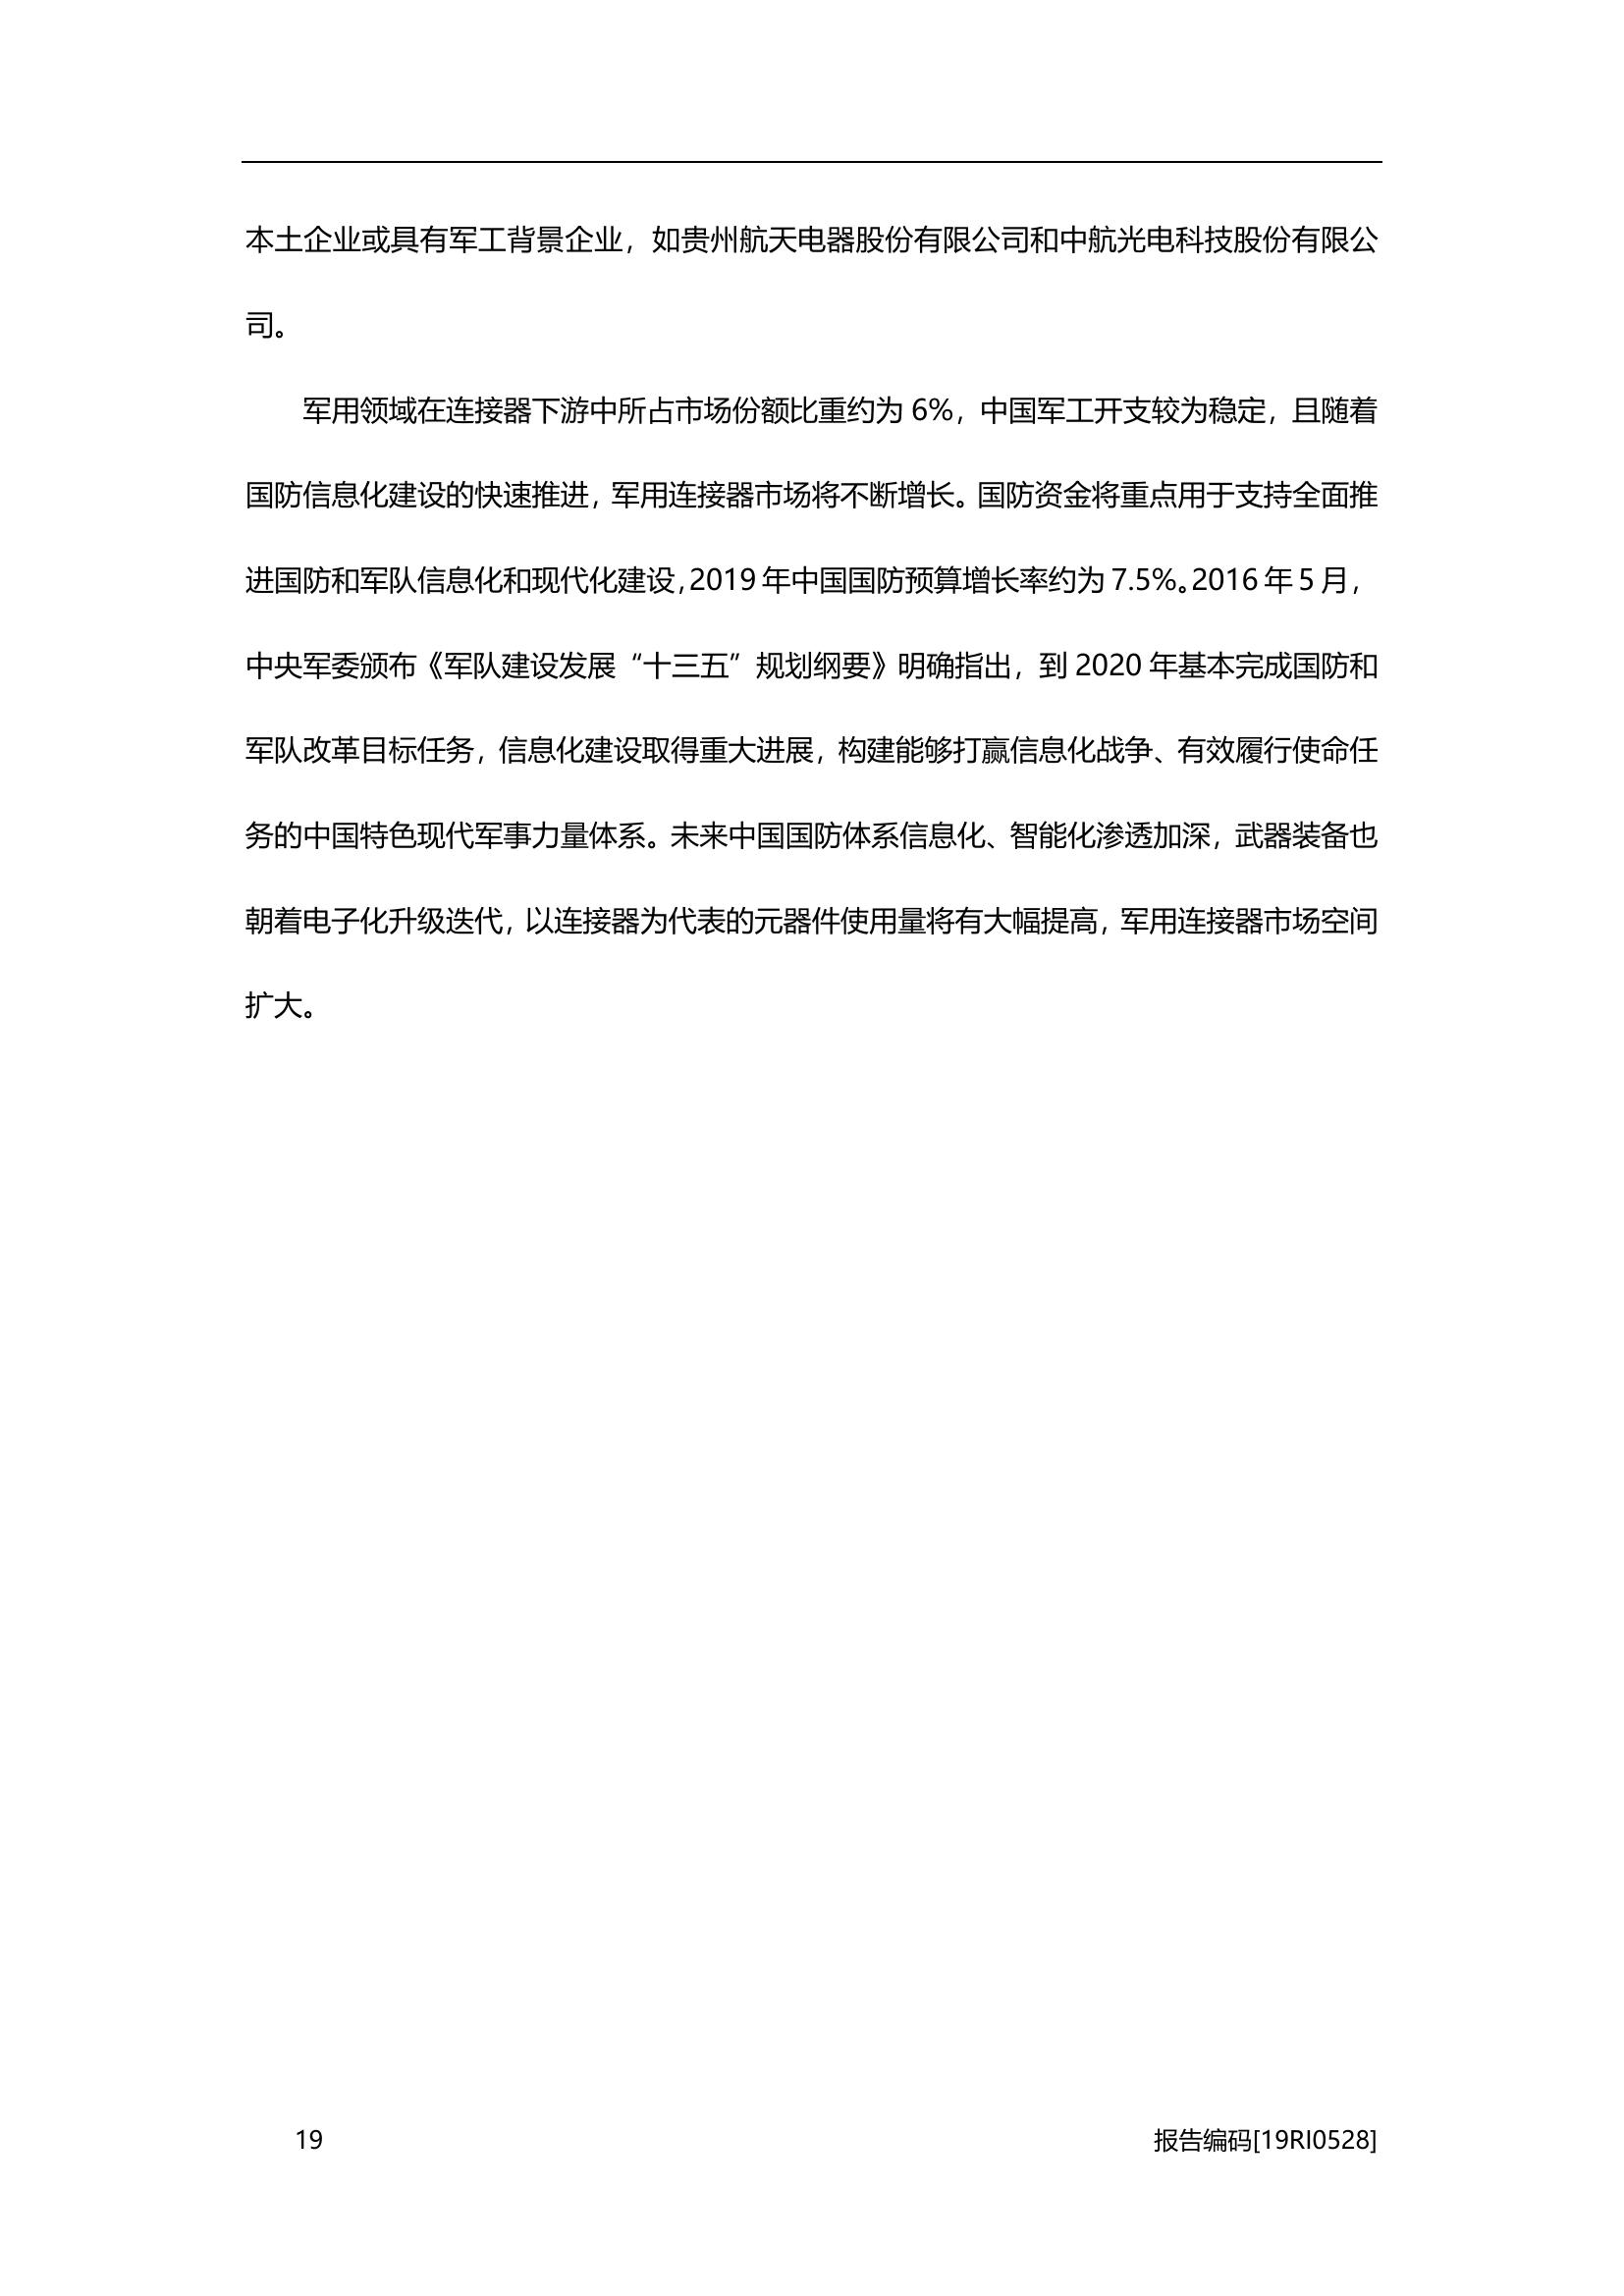 本土企业或具有军工背景企业，如贵州航天电器股份有限公司和中航光电科技股份有限公
司。
军用领域在连接器下游中所占市场份额比重约为 6%，中国军工开支较为稳定，且随着
国防信息化建设的快速推进，军用连接器市场将不断增长。国防资金将重点用于支持全面推
进国防和军队信息化和现代化建设，2019 年中国国防预算增长率约为 7.5%。2016 年 5 月，
中央军委颁布《军队建设发展“十三五”规划纲要》明确指出，到 2020 年基本完成国防和
军队改革目标任务，信息化建设取得重大进展，构建能够打赢信息化战争、有效履行使命任
务的中国特色现代军事力量体系。未来中国国防体系信息化、智能化渗透加深，武器装备也
朝着电子化升级迭代，以连接器为代表的元器件使用量将有大幅提高，军用连接器市场空间
扩大。
19
报告编码[19RI0528]